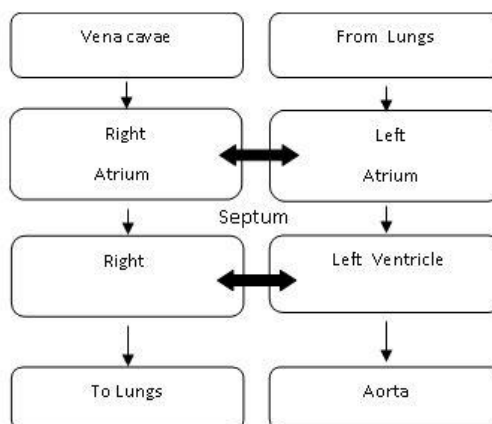 Vena cavae
From Lungs
Right
Atrium
Left
Atrium
Septum
Right
Left Ventricle
To Lungs
Aorta